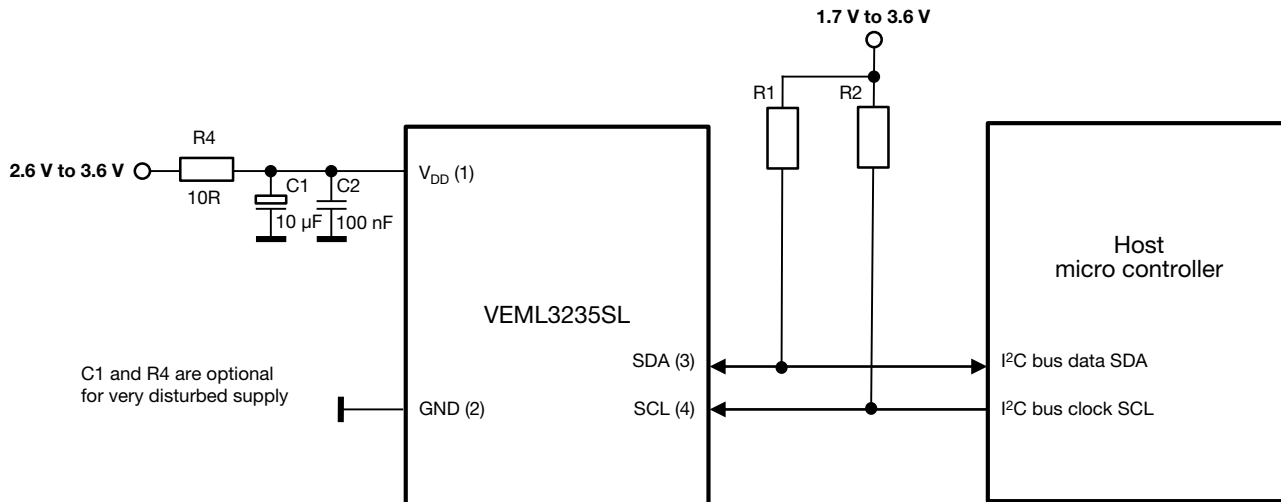 1.7 V to 3.6 V
R1
R2
R4
2.6 V to 3.6 V
10R
C1
10 µF
C2
100 nF
V_DD (1)
VEML3235SL
Host
micro controller
SDA (3)
I²C bus data SDA
C1 and R4 are optional
for very disturbed supply
GND (2)
SCL (4)
I²C bus clock SCL